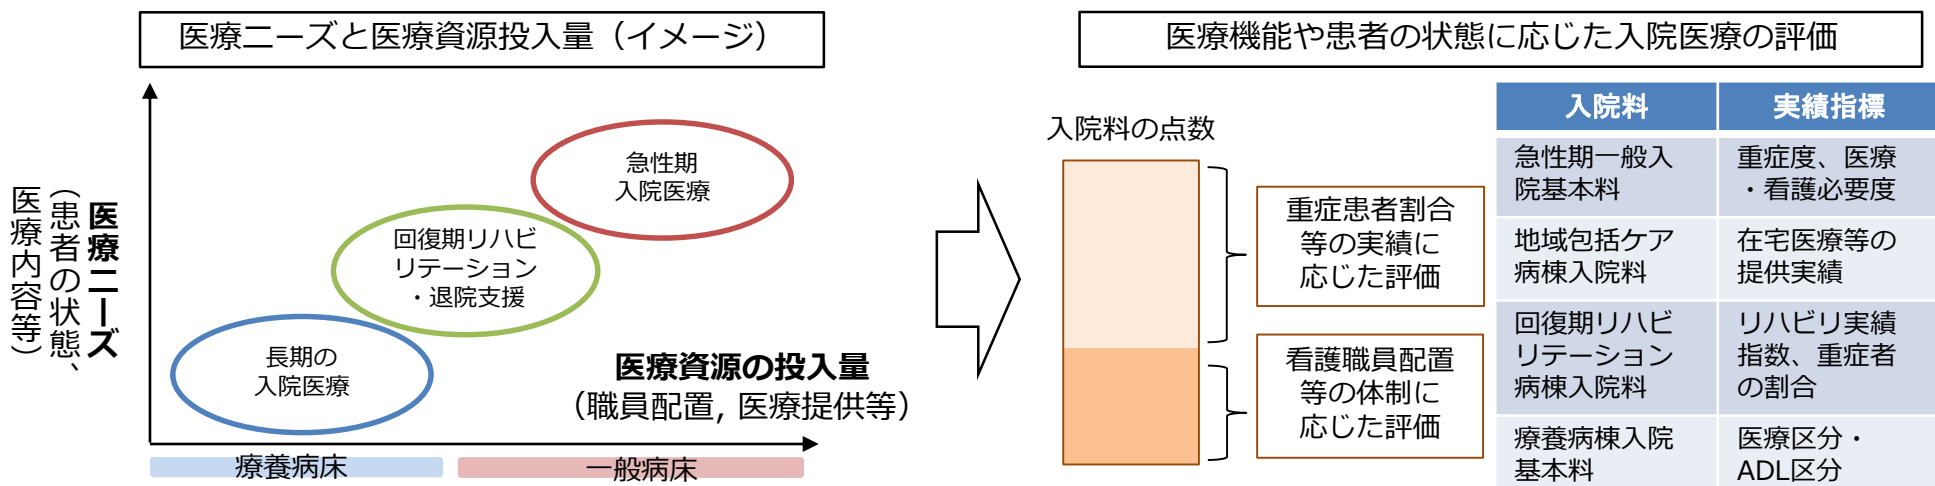 医療ニーズと医療資源投入量（イメージ）
医療ニーズ
（患者の状態、
医療内容等）
急性期
入院医療
回復期リハビ
リテーション
・退院支援
長期の
入院医療
医療資源の投入量
（職員配置, 医療提供等）
療養病床
一般病床
医療機能や患者の状態に応じた入院医療の評価
入院料の点数
重症患者割合
等の実績に
応じた評価
看護職員配置
等の体制に
応じた評価
入院料
実績指標
急性期一般入
院基本料
重症度、医療
・看護必要度
地域包括ケア
病棟入院料
在宅医療等の
提供実績
回復期リハビ
リテーション
病棟入院料
リハビリ実績
指数、重症者
の割合
療養病棟入院
基本料
医療区分・
ADL区分